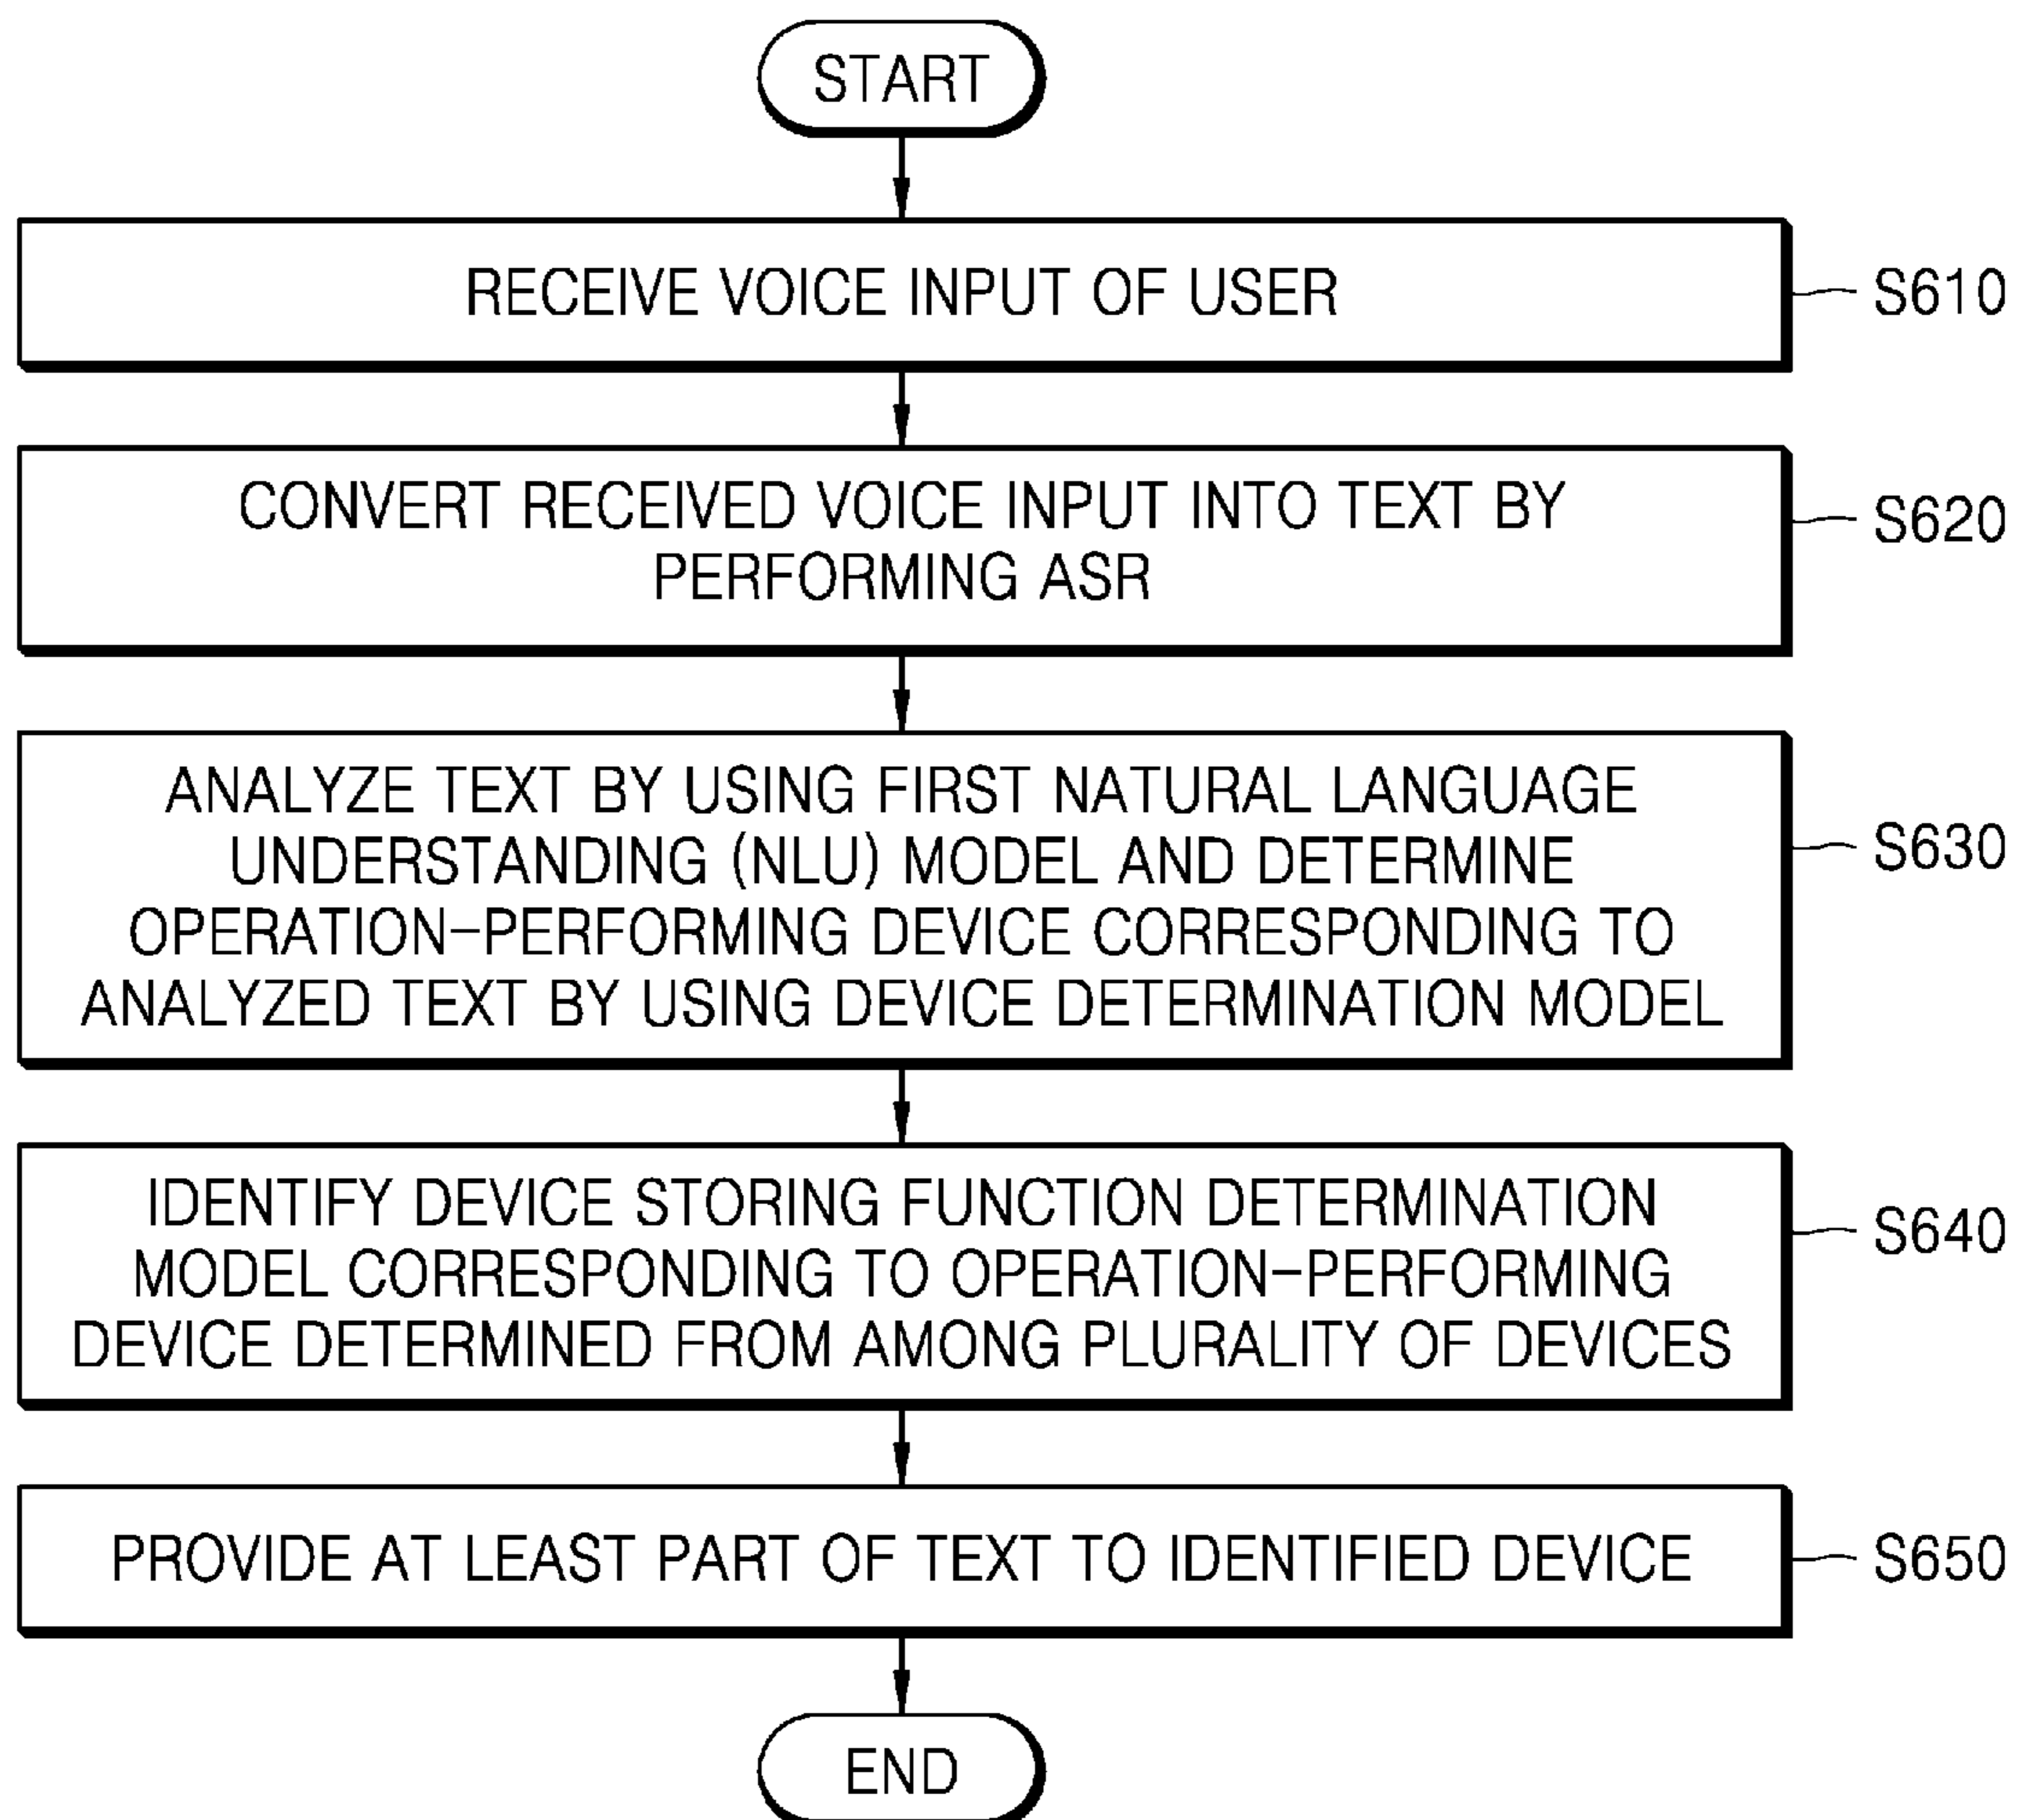 START
RECEIVE VOICE INPUT OF USER
S610
CONVERT RECEIVED VOICE INPUT INTO TEXT BY
PERFORMING ASR
S620
ANALYZE TEXT BY USING FIRST NATURAL LANGUAGE
UNDERSTANDING (NLU) MODEL AND DETERMINE
OPERATION-PERFORMING DEVICE CORRESPONDING TO
ANALYZED TEXT BY USING DEVICE DETERMINATION MODEL
S630
IDENTIFY DEVICE STORING FUNCTION DETERMINATION
MODEL CORRESPONDING TO OPERATION-PERFORMING
DEVICE DETERMINED FROM AMONG PLURALITY OF DEVICES
S640
PROVIDE AT LEAST PART OF TEXT TO IDENTIFIED DEVICE
S650
END